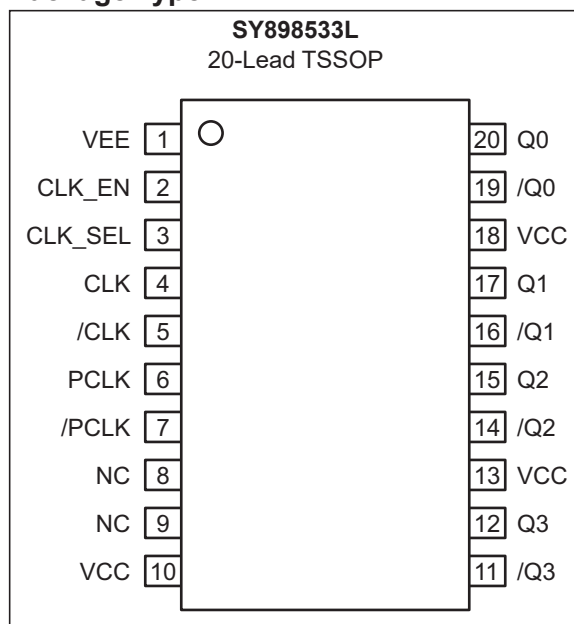 SY898533L
20-Lead TSSOP
VEE 1 20 Q0
CLK_EN 2 19 /Q0
CLK_SEL 3 18 VCC
CLK 4 17 Q1
/CLK 5 16 /Q1
PCLK 6 15 Q2
/PCLK 7 14 /Q2
NC 8 13 VCC
NC 9 12 Q3
VCC 10 11 /Q3